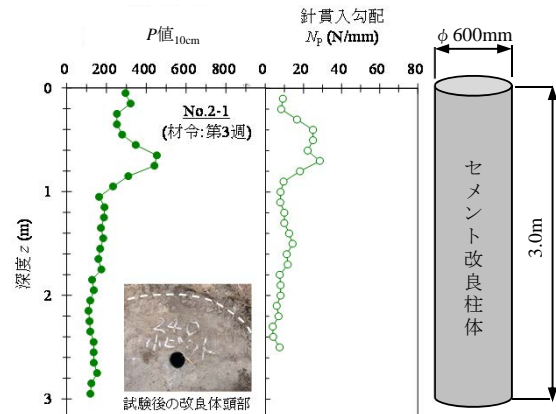 P値10cm
0 200 400 600 800
針貫入勾配
NP (N/mm)
0 20 40 60 80
φ 600mm
No.2-1
(材令:第3週)
深度 z (m)
0
1
2
3
240
試験後の改良体頭部
セメント改良柱体
3.0m